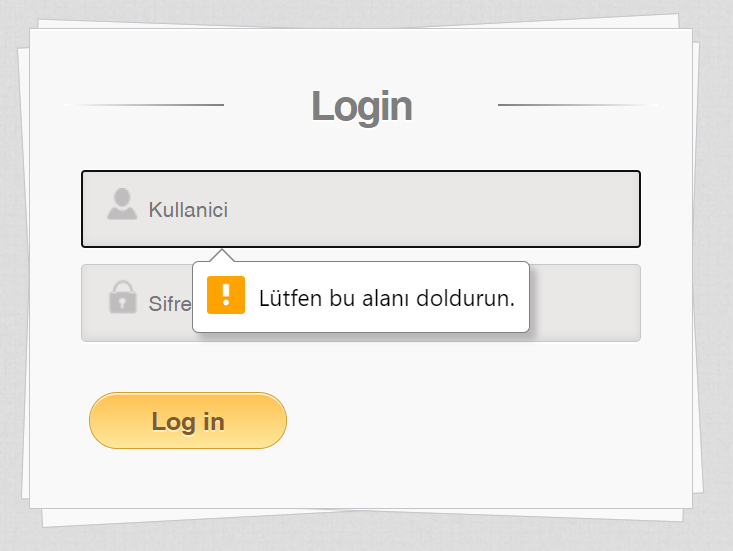 Login
Kullanici
Lütfen bu alanı doldurun.
Sifre
Log in